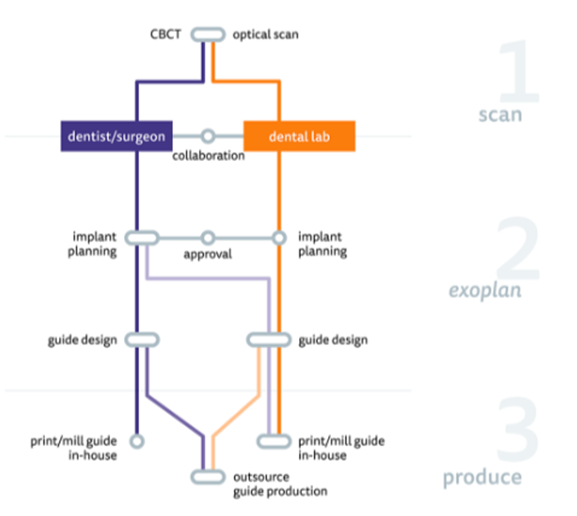 CBCT
optical scan
1
scan
dentist/surgeon
dental lab
collaboration
implant
planning
approval
implant
planning
2
exoplan
guide design
guide design
print/mill guide
in-house
print/mill guide
in-house
3
produce
outsource
guide production